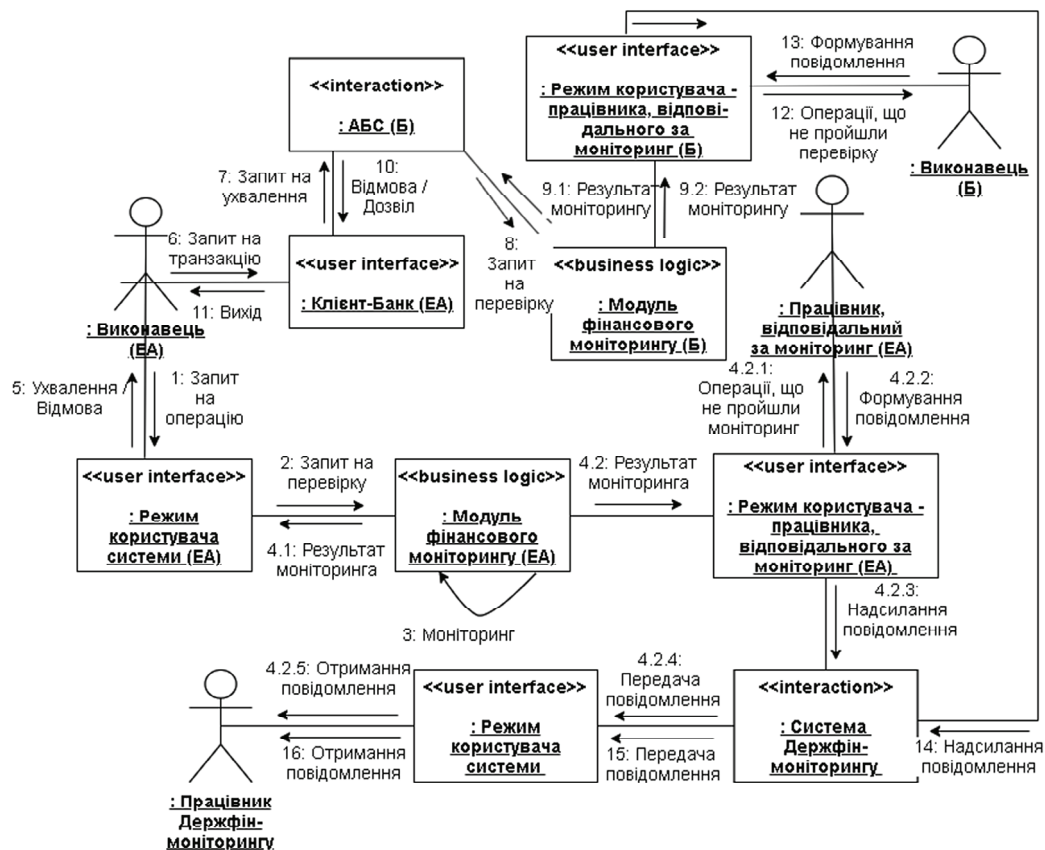 <<user interface>>
: Режим користувача -
працівника, відпові-
дального за
моніторинг (Б)
13: Формування
повідомлення
12: Операції, що
не пройшли
перевірку
: Виконавець
(Б)
<<interaction>>
: АБС (Б)
7: Запит на
ухвалення
10:
Відмова /
Дозвіл
9.1: Результат
моніторингу
9.2: Результат
моніторингу
8:
Запит
на
перевірку
6: Запит на
транзакцію
11: Вихід
<<user interface>>
: Клієнт-Банк (ЕА)
<<business logic>>
: Модуль
фінансового
моніторингу (Б)
: Виконавець
(ЕА)
: Працівник,
відповідальний
за моніторинг (ЕА)
5: Ухвалення /
Відмова
1: Запит
на
операцію
4.2.1:
Операції, що
не пройшли
моніторинг
4.2.2:
Формування
повідомлення
<<user interface>>
: Режим
користувача
системи (ЕА)
2: Запит на
перевірку
4.1: Результат
моніторинга
<<business logic>>
: Модуль
фінансового
моніторингу (ЕА)
4.2: Результат
моніторинга
<<user interface>>
: Режим користувача -
працівника,
відповідального за
моніторинг (ЕА)
3: Моніторинг
4.2.3:
Надсилання
повідомлення
4.2.5: Отримання
повідомлення
16: Отримання
повідомлення
<<user interface>>
: Режим
користувача
системи
4.2.4:
Передача
повідомлення
15: Передача
повідомлення
<<interaction>>
: Система
Держфін-
моніторингу
14: Надсилання
повідомлення
: Працівник
Держфін-
моніторингу